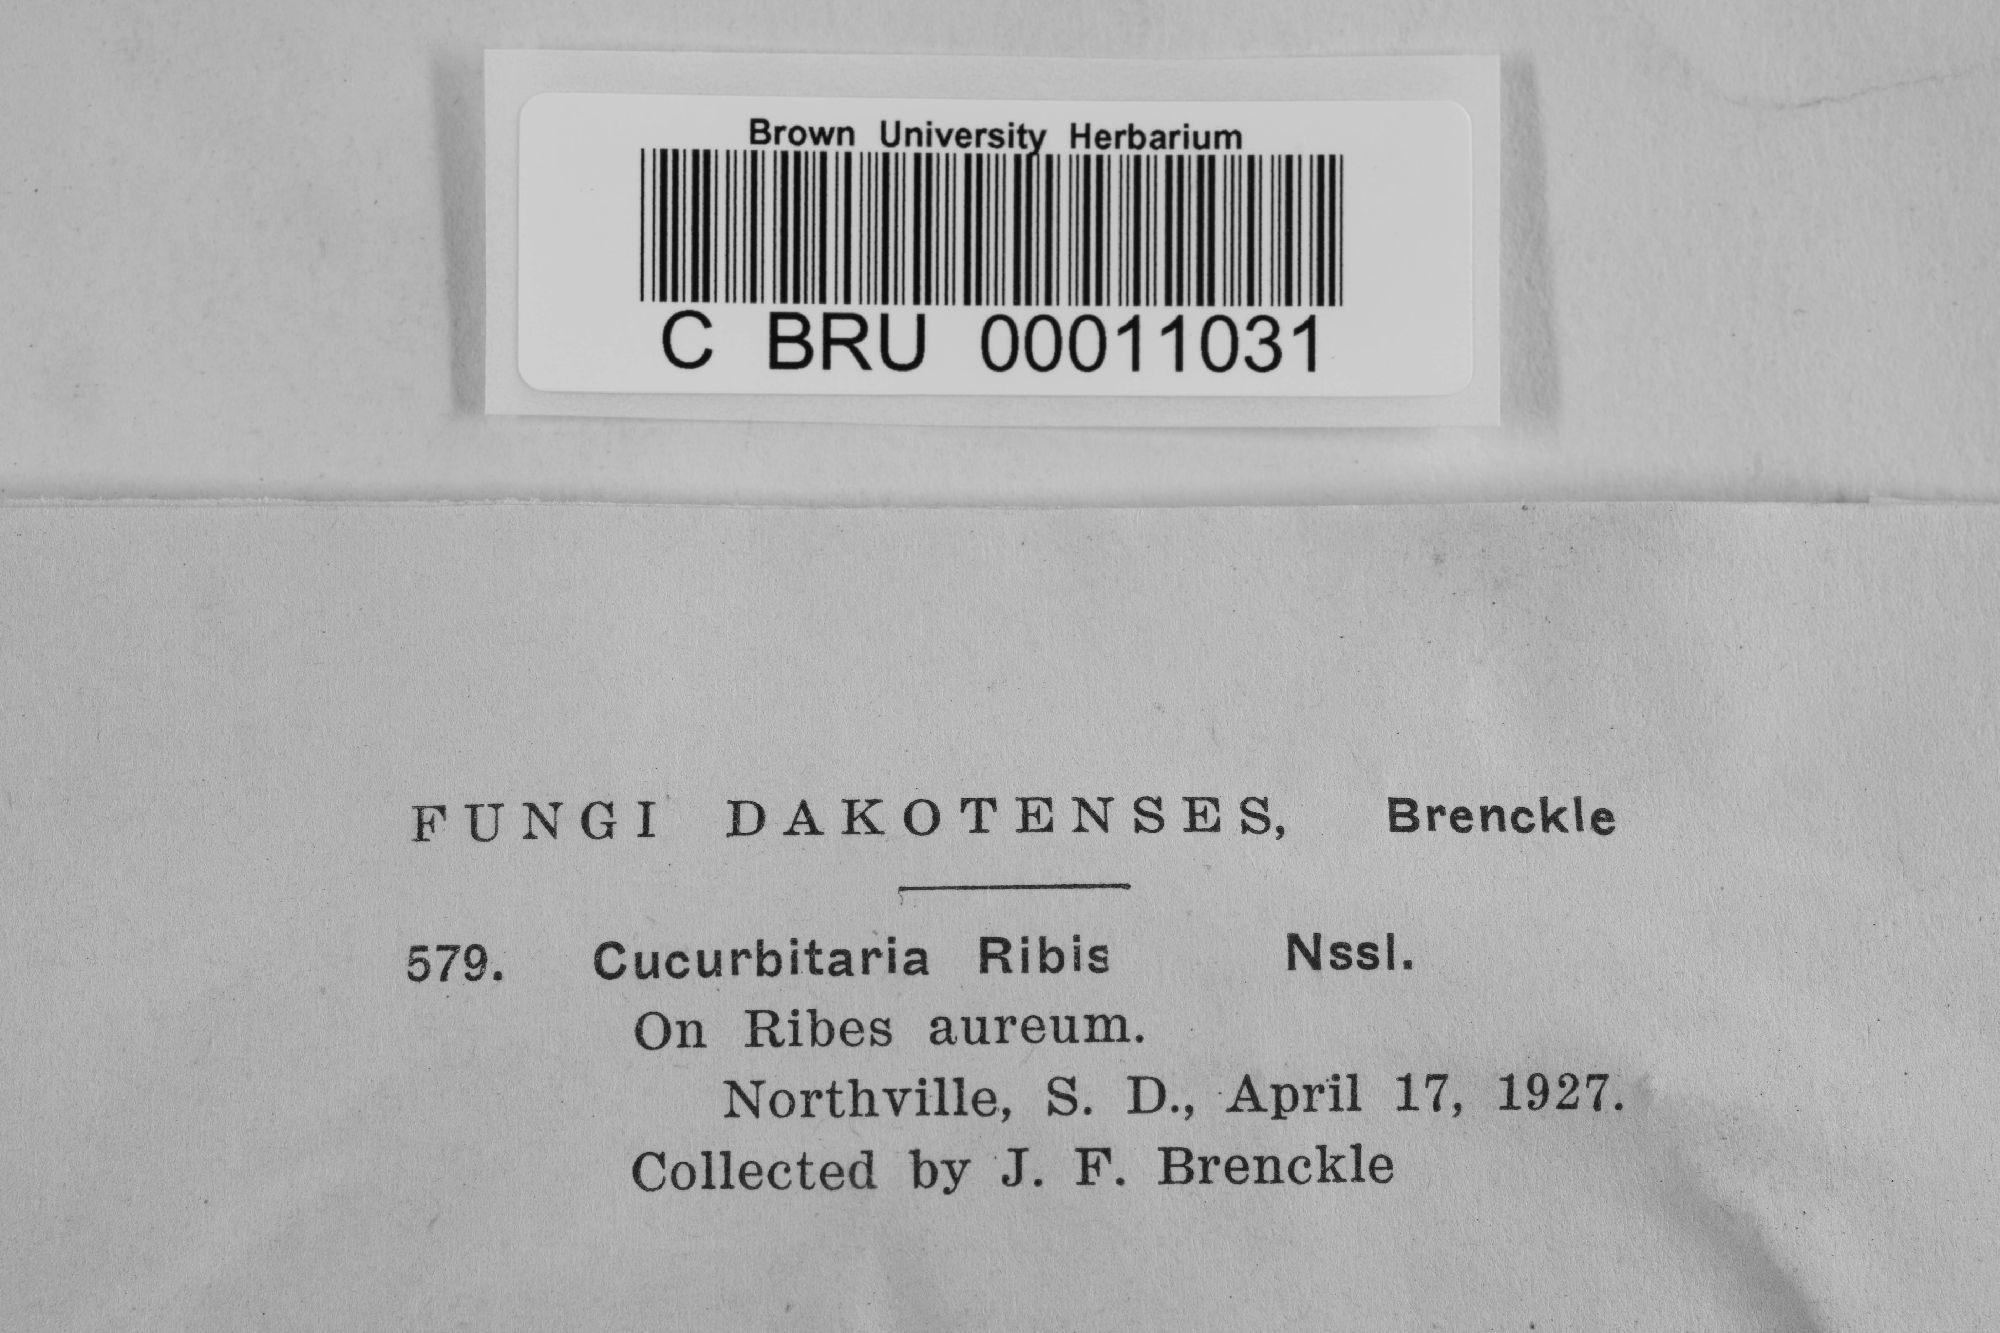 Brown University Herbarium
C BRU 00011031
FUNGI DAKOTENSES, Brenckle
579. Cucurbitaria Ribis Nssl.
On Ribes aureum.
Northville, S. D., April 17, 1927.
Collected by J. F. Brenckle